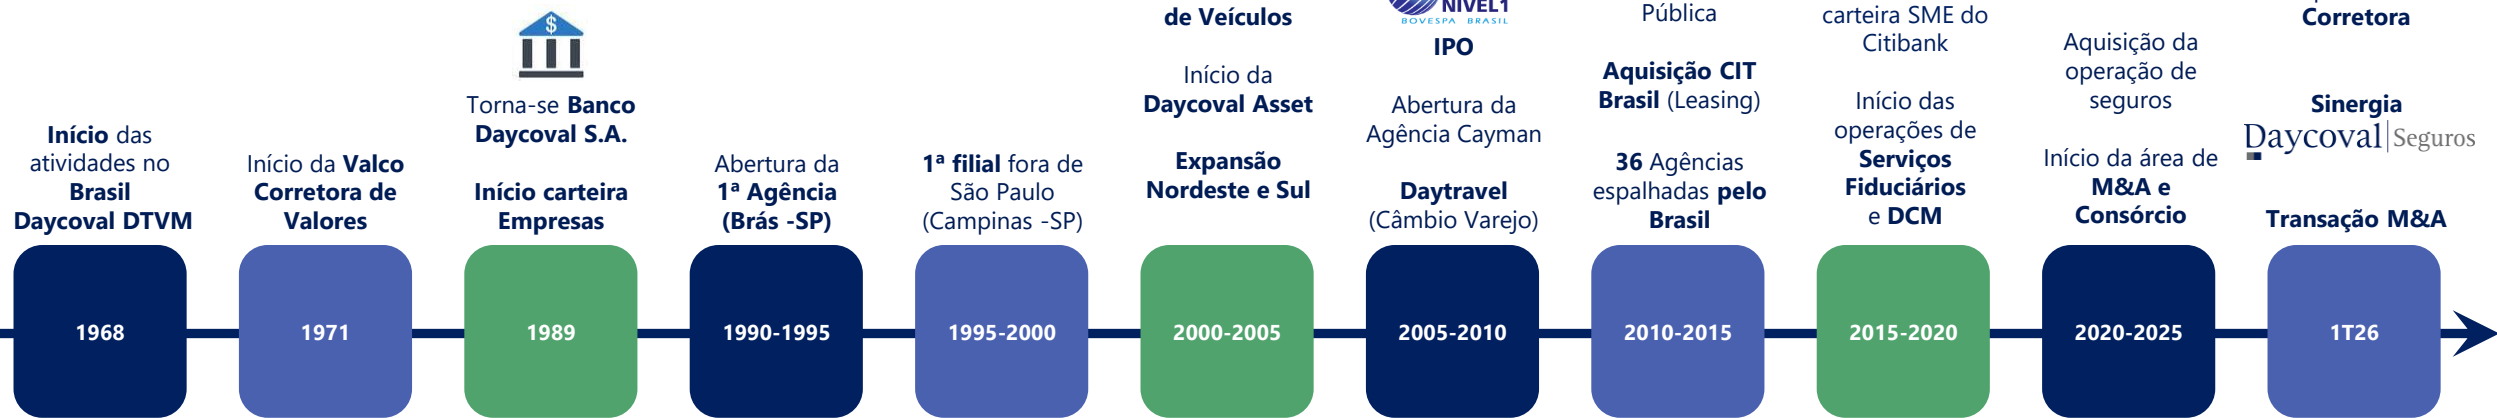 Início das
atividades no
Brasil
Daycoval DTVM
1968
Início da Valco
Corretora de
Valores
1971
$
Torna-se Banco
Daycoval S.A.
Início carteira
Empresas
1989
Abertura da
1ª Agência
(Brás -SP)
1990-1995
1ª filial fora de
São Paulo
(Campinas -SP)
1995-2000
de Veículos
Início da
Daycoval Asset
Expansão
Nordeste e Sul
2000-2005
NÍVEL1
BOVESPA BRASIL
IPO
Abertura da
Agência Cayman
Daytravel
(Câmbio Varejo)
2005-2010
Pública
Aquisição CIT
Brasil (Leasing)
36 Agências
espalhadas pelo
Brasil
2010-2015
carteira SME do
Citibank
Início das
operações de
Serviços
Fiduciários
e DCM
2015-2020
Aquisição da
operação de
seguros
Início da área de
M&A e
Consórcio
2020-2025
Corretora
Sinergia
Daycoval Seguros
Transação M&A
1T26